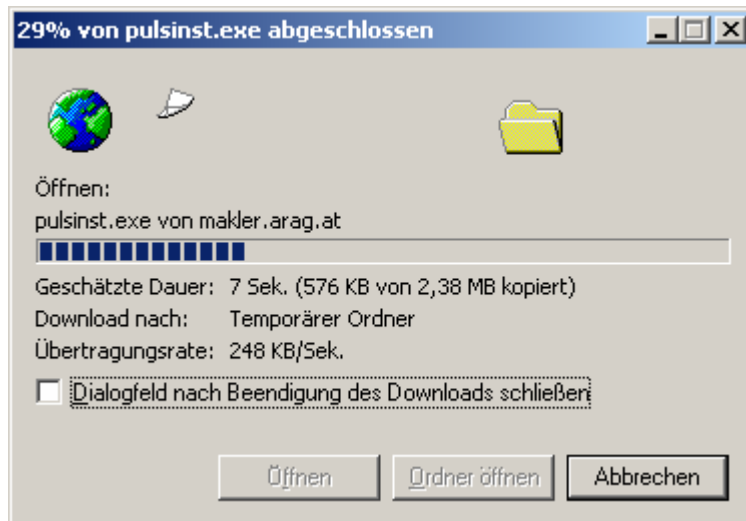 29% von pulsinst.exe abgeschlossen
Öffnen:
pulsinst.exe von makler.arag.at
Geschätzte Dauer: 7 Sek. (576 KB von 2,38 MB kopiert)
Download nach: Temporärer Ordner
Übertragungsrate: 248 KB/Sek.
Dialogfeld nach Beendigung des Downloads schließen
Öffnen Ordner öffnen Abbrechen